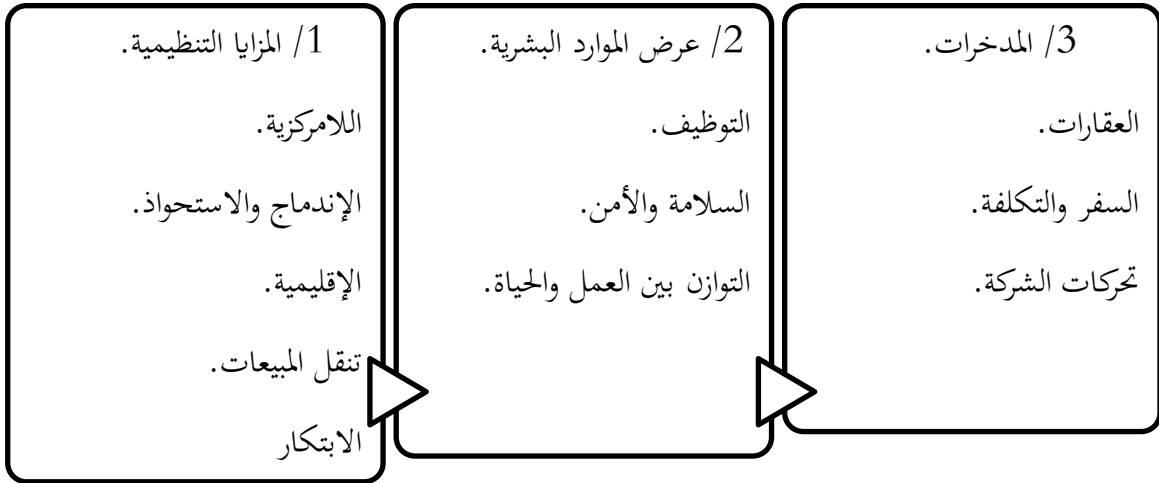 1/ المزايا التنظيمية.
اللامركزية.
الإندماج والاستحواذ.
الإقليمية.
تنقل المبيعات.
الابتكار
2/ عرض الموارد البشرية.
التوظيف.
السلامة والأمن.
التوازن بين العمل والحياة.
3/ المدخرات.
العقارات.
السفر والتكلفة.
تحركات الشركة.